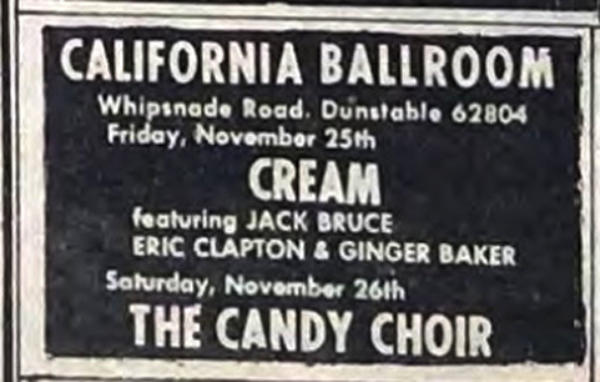 CALIFORNIA BALLROOM
Whipsnade Road, Dunstable 62804
Friday, November 25th
CREAM
featuring JACK BRUCE
ERIC CLAPTON & GINGER BAKER
Saturday, November 26th
THE CANDY CHOIR